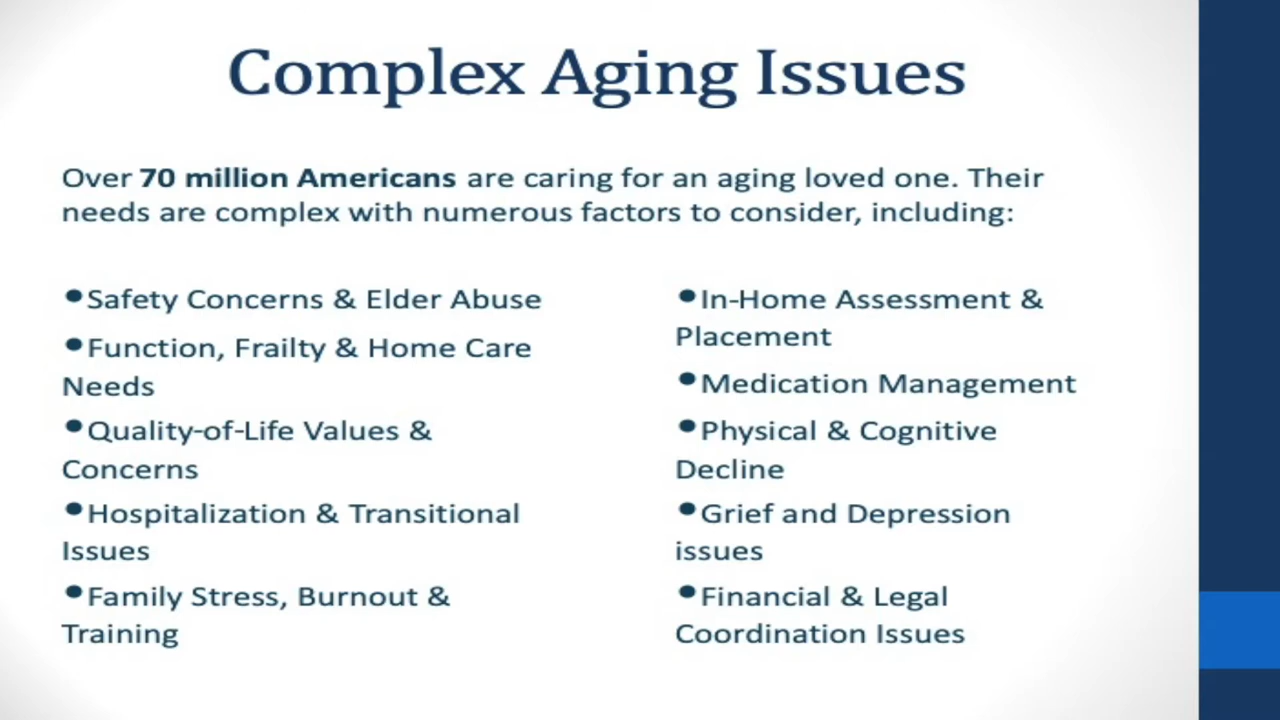 Complex Aging Issues
Over 70 million Americans are caring for an aging loved one. Their
needs are complex with numerous factors to consider, including:
•Safety Concerns & Elder Abuse
•Function, Frailty & Home Care
Needs
•Quality-of-Life Values &
Concerns
•Hospitalization & Transitional
Issues
•Family Stress, Burnout &
Training
•In-Home Assessment &
Placement
•Medication Management
•Physical & Cognitive
Decline
•Grief and Depression
issues
•Financial & Legal
Coordination Issues